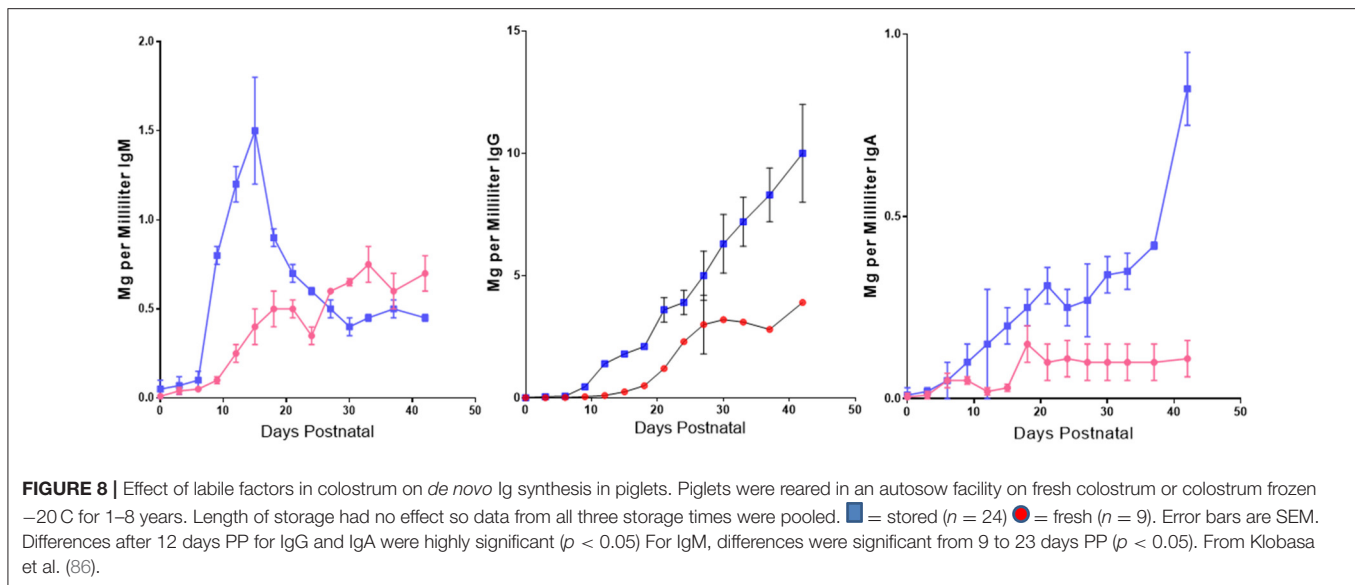 2.0
1.5
1.0
0.5
0.0
Mg per Milliliter IgM
0 10 20 30 40 50
Days Postnatal
15
10
5
0
Mg per Milliliter IgG
0 10 20 30 40 50
Days Postnatal
1.0
0.5
0.0
Mg per Milliliter IgA
0 10 20 30 40 50
Days Postnatal
FIGURE 8 | Effect of labile factors in colostrum on de novo Ig synthesis in piglets. Piglets were reared in an autosow facility on fresh colostrum or colostrum frozen
−20 C for 1–8 years. Length of storage had no effect so data from all three storage times were pooled. = stored (n = 24) = fresh (n = 9). Error bars are SEM.
Differences after 12 days PP for IgG and IgA were highly significant (p < 0.05) For IgM, differences were significant from 9 to 23 days PP (p < 0.05). From Klobasa
et al. (86).